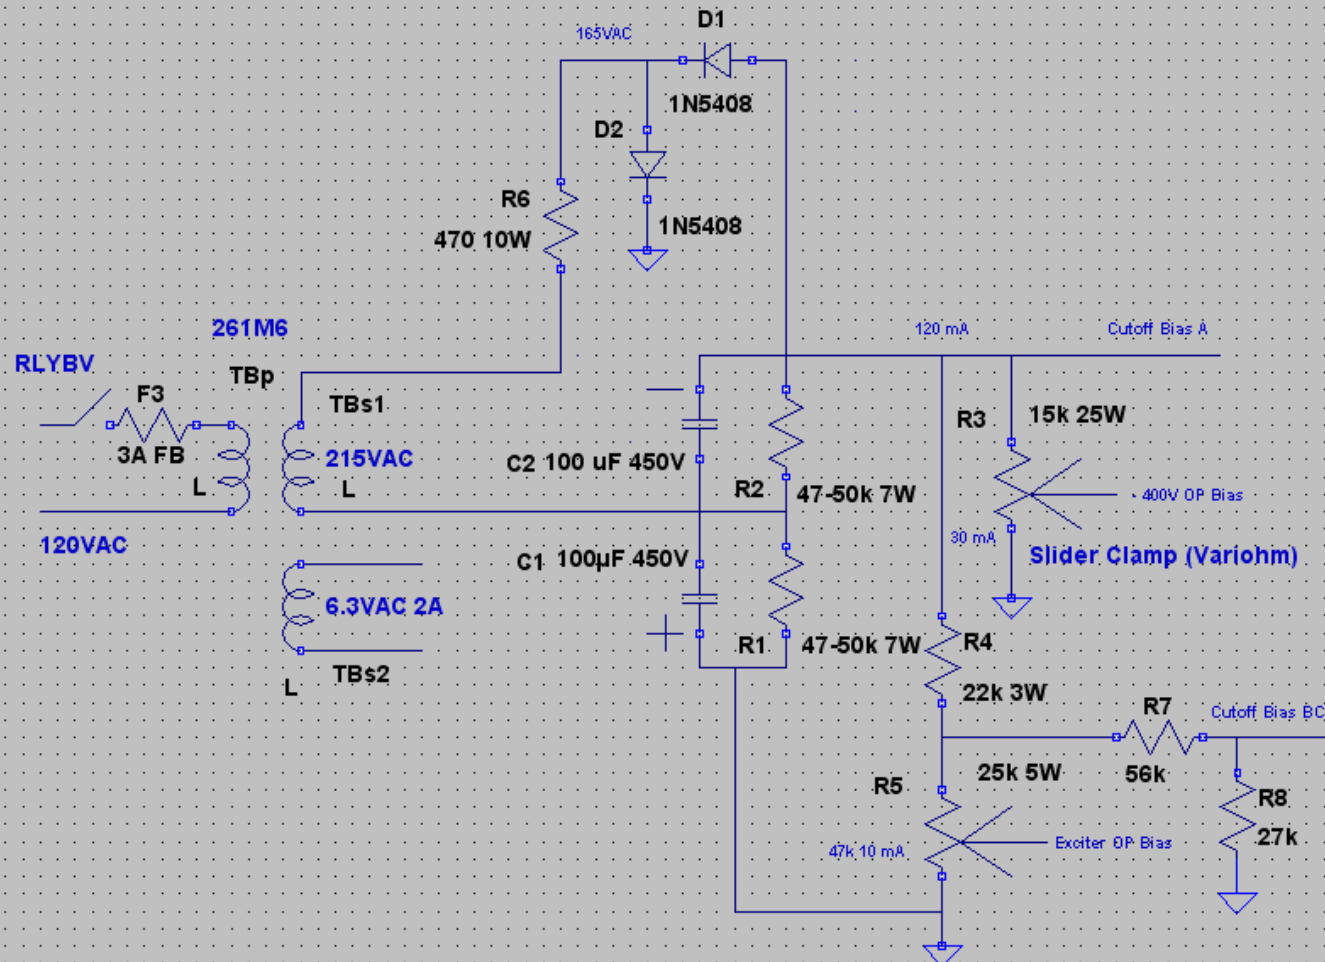 D1
165VAC
1N5408
D2
R6
1N5408
470 10W
261M6
120 mA
Cutoff Bias A
RLYBV
TBp
F3
TBs1
R3
15k 25W
3A FB
215VAC
C2 100 uF 450V
L
L
R2
47-50k 7W
400V OP Bias
120VAC
30 mA
Slider Clamp (Variohm)
C1 100µF 450V
6.3VAC 2A
R1
47-50k 7W
R4
TBs2
L
22k 3W
R7
Cutoff Bias BC
25k 5W
56k
R5
R8
27k
47k 10 mA
Exciter OP Bias